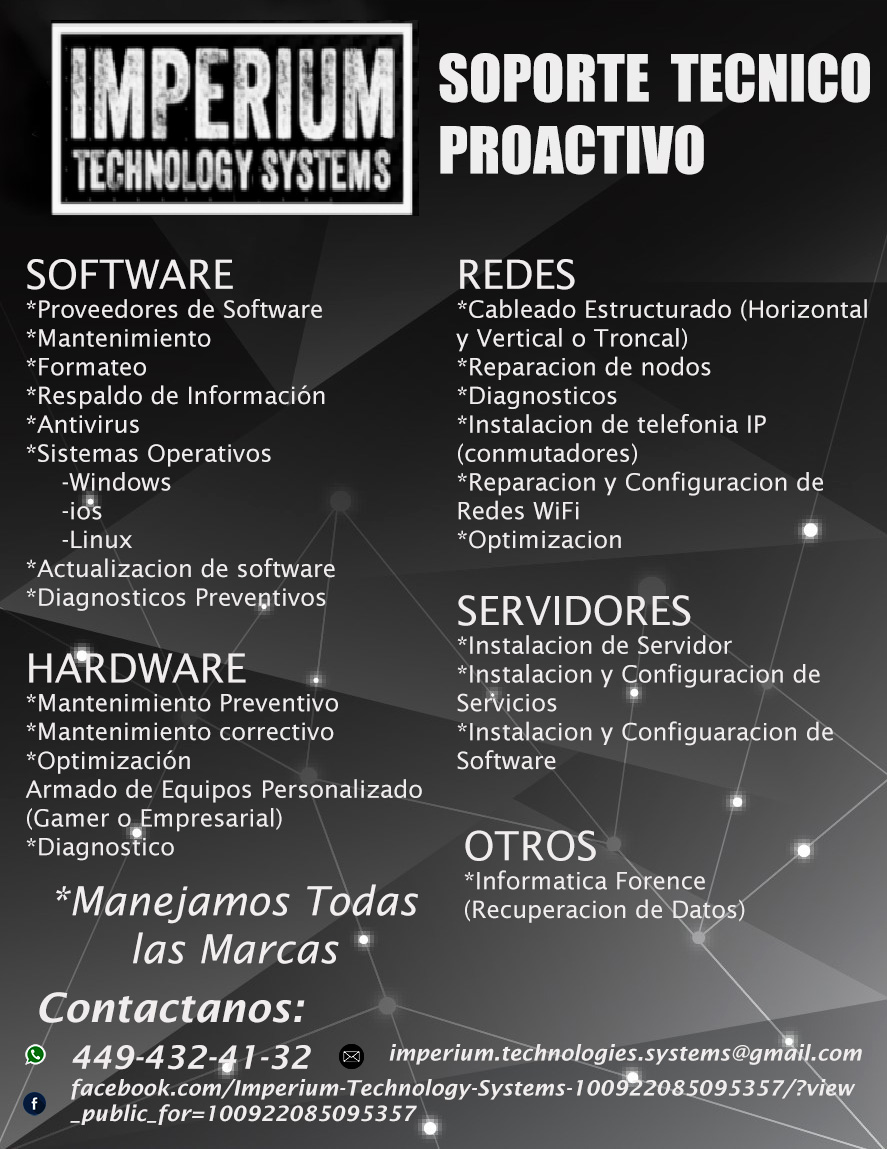 IMPERIUM
TECHNOLOGY SYSTEMS
SOPORTE TECNICO
PROACTIVO
SOFTWARE
*Proveedores de Software
*Mantenimiento
*Formateo
*Respaldo de Información
*Antivirus
*Sistemas Operativos
-Windows
-ios
-Linux
*Actualizacion de software
*Diagnosticos Preventivos
HARDWARE
*Mantenimiento Preventivo
*Mantenimiento correctivo
*Optimización
Armado de Equipos Personalizado
(Gamer o Empresarial)
*Diagnostico
*Manejamos Todas
las Marcas
REDES
*Cableado Estructurado (Horizontal
y Vertical o Troncal)
*Reparacion de nodos
*Diagnosticos
*Instalacion de telefonia IP
(conmutadores)
*Reparacion y Configuracion de
Redes WiFi
*Optimizacion
SERVIDORES
*Instalacion de Servidor
*Instalacion y Configuracion de
Servicios
*Instalacion y Configuaracion de
Software
OTROS
*Informatica Forence
(Recuperacion de Datos)
Contactanos:
449-432-41-32
imperium.technologies.systems@gmail.com
facebook.com/Imperium-Technology-Systems-100922085095357/?view
_public_for=100922085095357